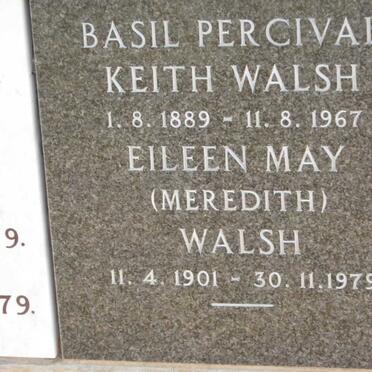 BASIL PERCIVAL
KEITH WALSH
1. 8. 1889 - 11. 8. 1967
EILEEN MAY
(MEREDITH)
WALSH
11. 4. 1901 - 30. 11. 1979
9.
79.